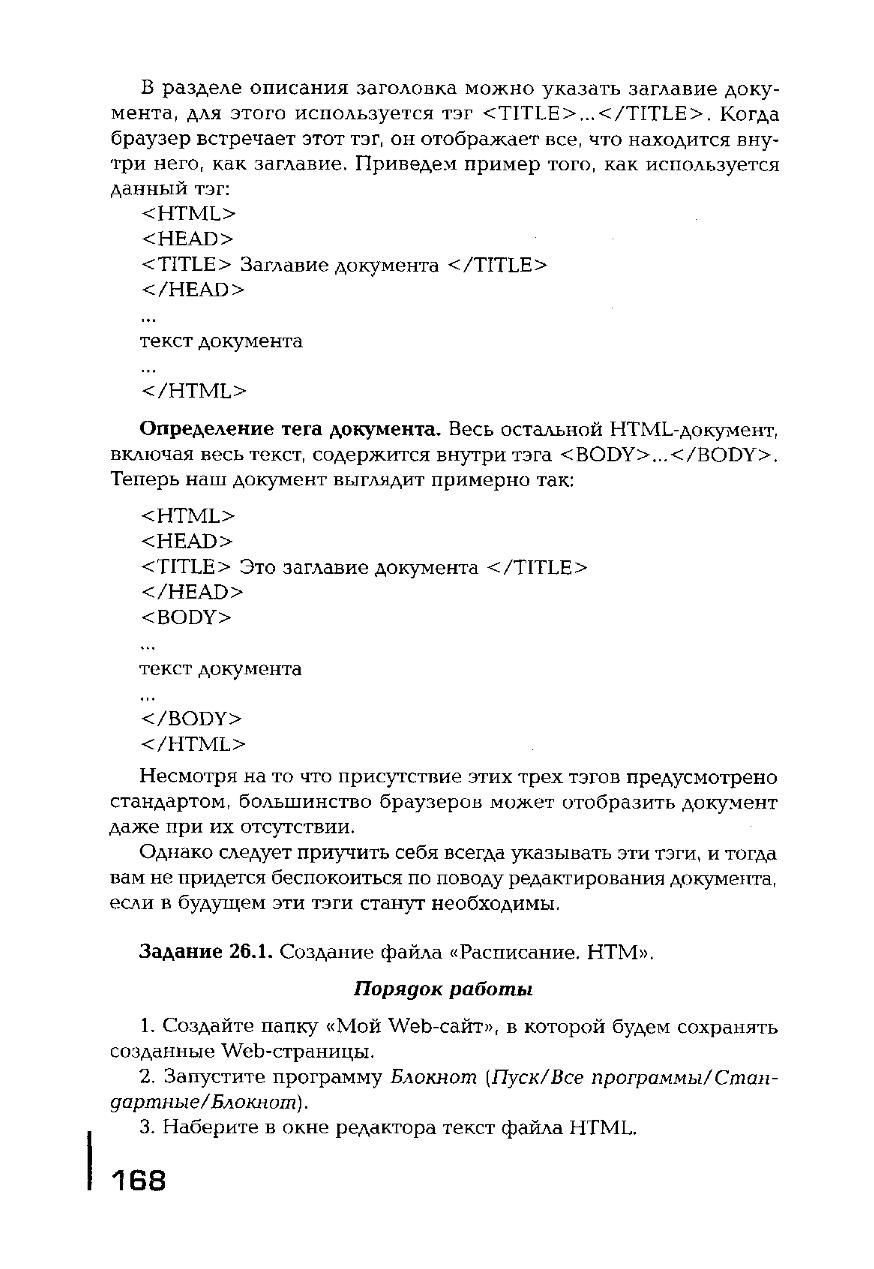 В разделе описания заголовка можно указать заглавие доку-
мента, для этого используется тэг <TITLE>...</TITLE>. Когда
браузер встречает этот тэг, он отображает все, что находится вну-
три него, как заглавие. Приведем пример того, как используется
данный тэг:
<HTML>
<HEAD>
<TITLE> Заглавие документа </TITLE>
</HEAD>
...
текст документа
...
</HTML>
Определение тега документа. Весь остальной HTML-документ,
включая весь текст, содержится внутри тэга <BODY>...</BODY>.
Теперь наш документ выглядит примерно так:
<HTML>
<HEAD>
<TITLE> Это заглавие документа </TITLE>
</HEAD>
<BODY>
...
текст документа
...
</BODY>
</HTML>
Несмотря на то что присутствие этих трех тэгов предусмотрено
стандартом, большинство браузеров может отобразить документ
даже при их отсутствии.
Однако следует приучить себя всегда указывать эти тэги, и тогда
вам не придется беспокоиться по поводу редактирования документа,
если в будущем эти тэги станут необходимы.
Задание 26.1. Создание файла «Расписание. HTM».
Порядок работы
1. Создайте папку «Мой Web-сайт», в которой будем сохранять
созданные Web-страницы.
2. Запустите программу Блокнот (Пуск/Все программы/Стан-
дартные/Блокнот).
3. Наберите в окне редактора текст файла HTML.
168